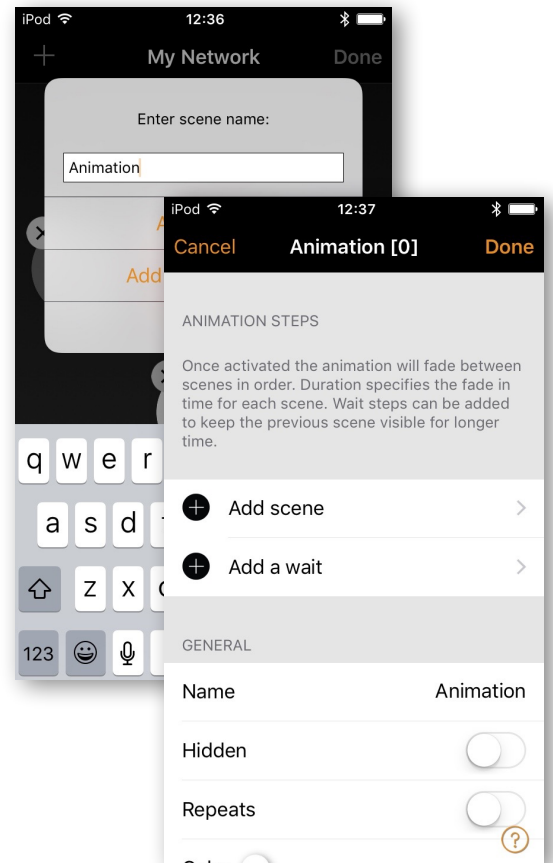 iPod 12:36
My Network Done
Enter scene name:
Animation
Add
q w e r
a s d
z x
123
iPod 12:37
Cancel Animation [0] Done
ANIMATION STEPS
Once activated the animation will fade between
scenes in order. Duration specifies the fade in
time for each scene. Wait steps can be added
to keep the previous scene visible for longer
time.
Add scene
Add a wait
GENERAL
Name Animation
Hidden
Repeats
?